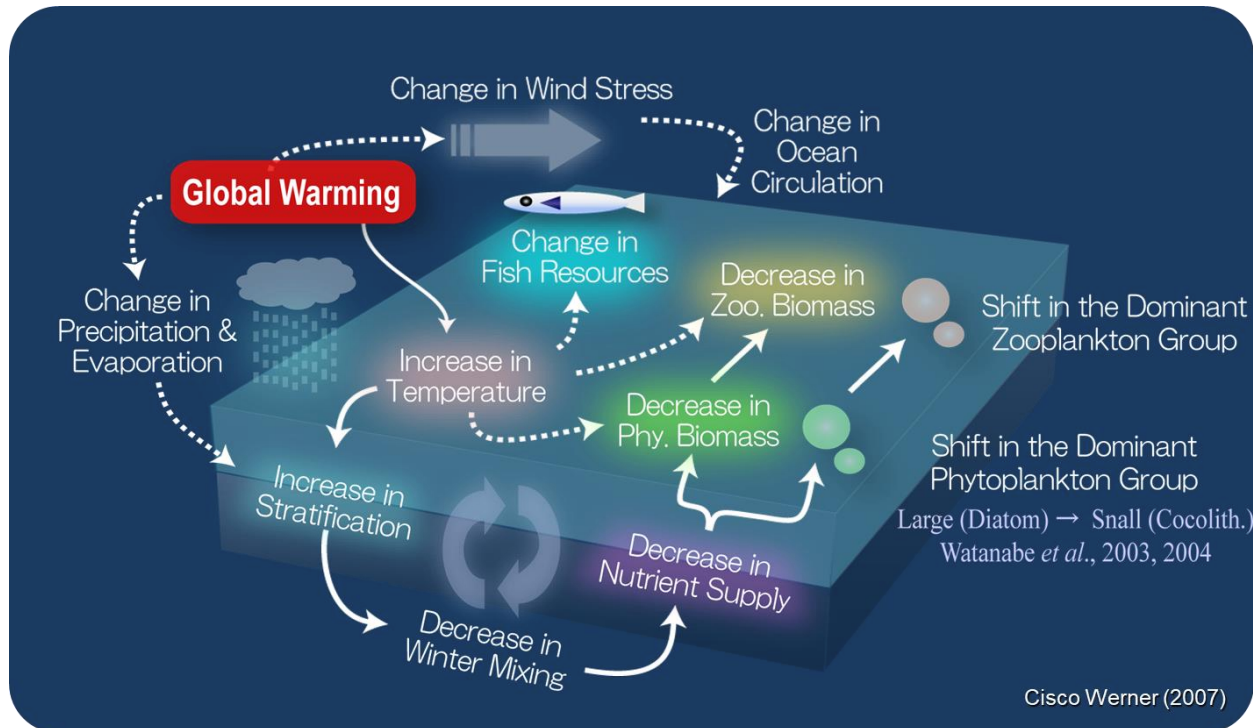 Change in Wind Stress
Change in
Ocean
Circulation
Global Warming
Change in
Fish Resources
Decrease in
Zoo. Biomass
Change in
Precipitation &
Evaporation
Shift in the Dominant
Zooplankton Group
Increase in
Temperature
Decrease in
Phy. Biomass
Shift in the Dominant
Phytoplankton Group
Large (Diatom) → Snall (Cocolith.)
Watanabe et al., 2003, 2004
Increase in
Stratification
Decrease in
Nutrient Supply
Decrease in
Winter Mixing
Cisco Werner (2007)